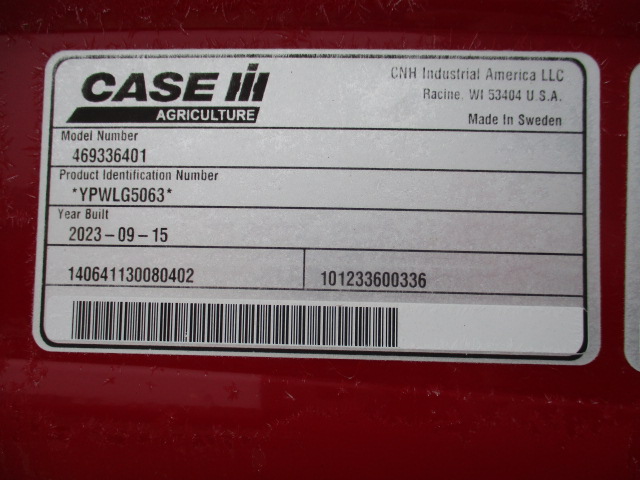 CASE IH
AGRICULTURE
CNH Industrial America LLC
Racine, WI 53404 U.S.A.
Made In Sweden
Model Number
469336401
Product Identification Number
*YPWLG5063*
Year Built
2023-09-15
140641130080402
101233600336